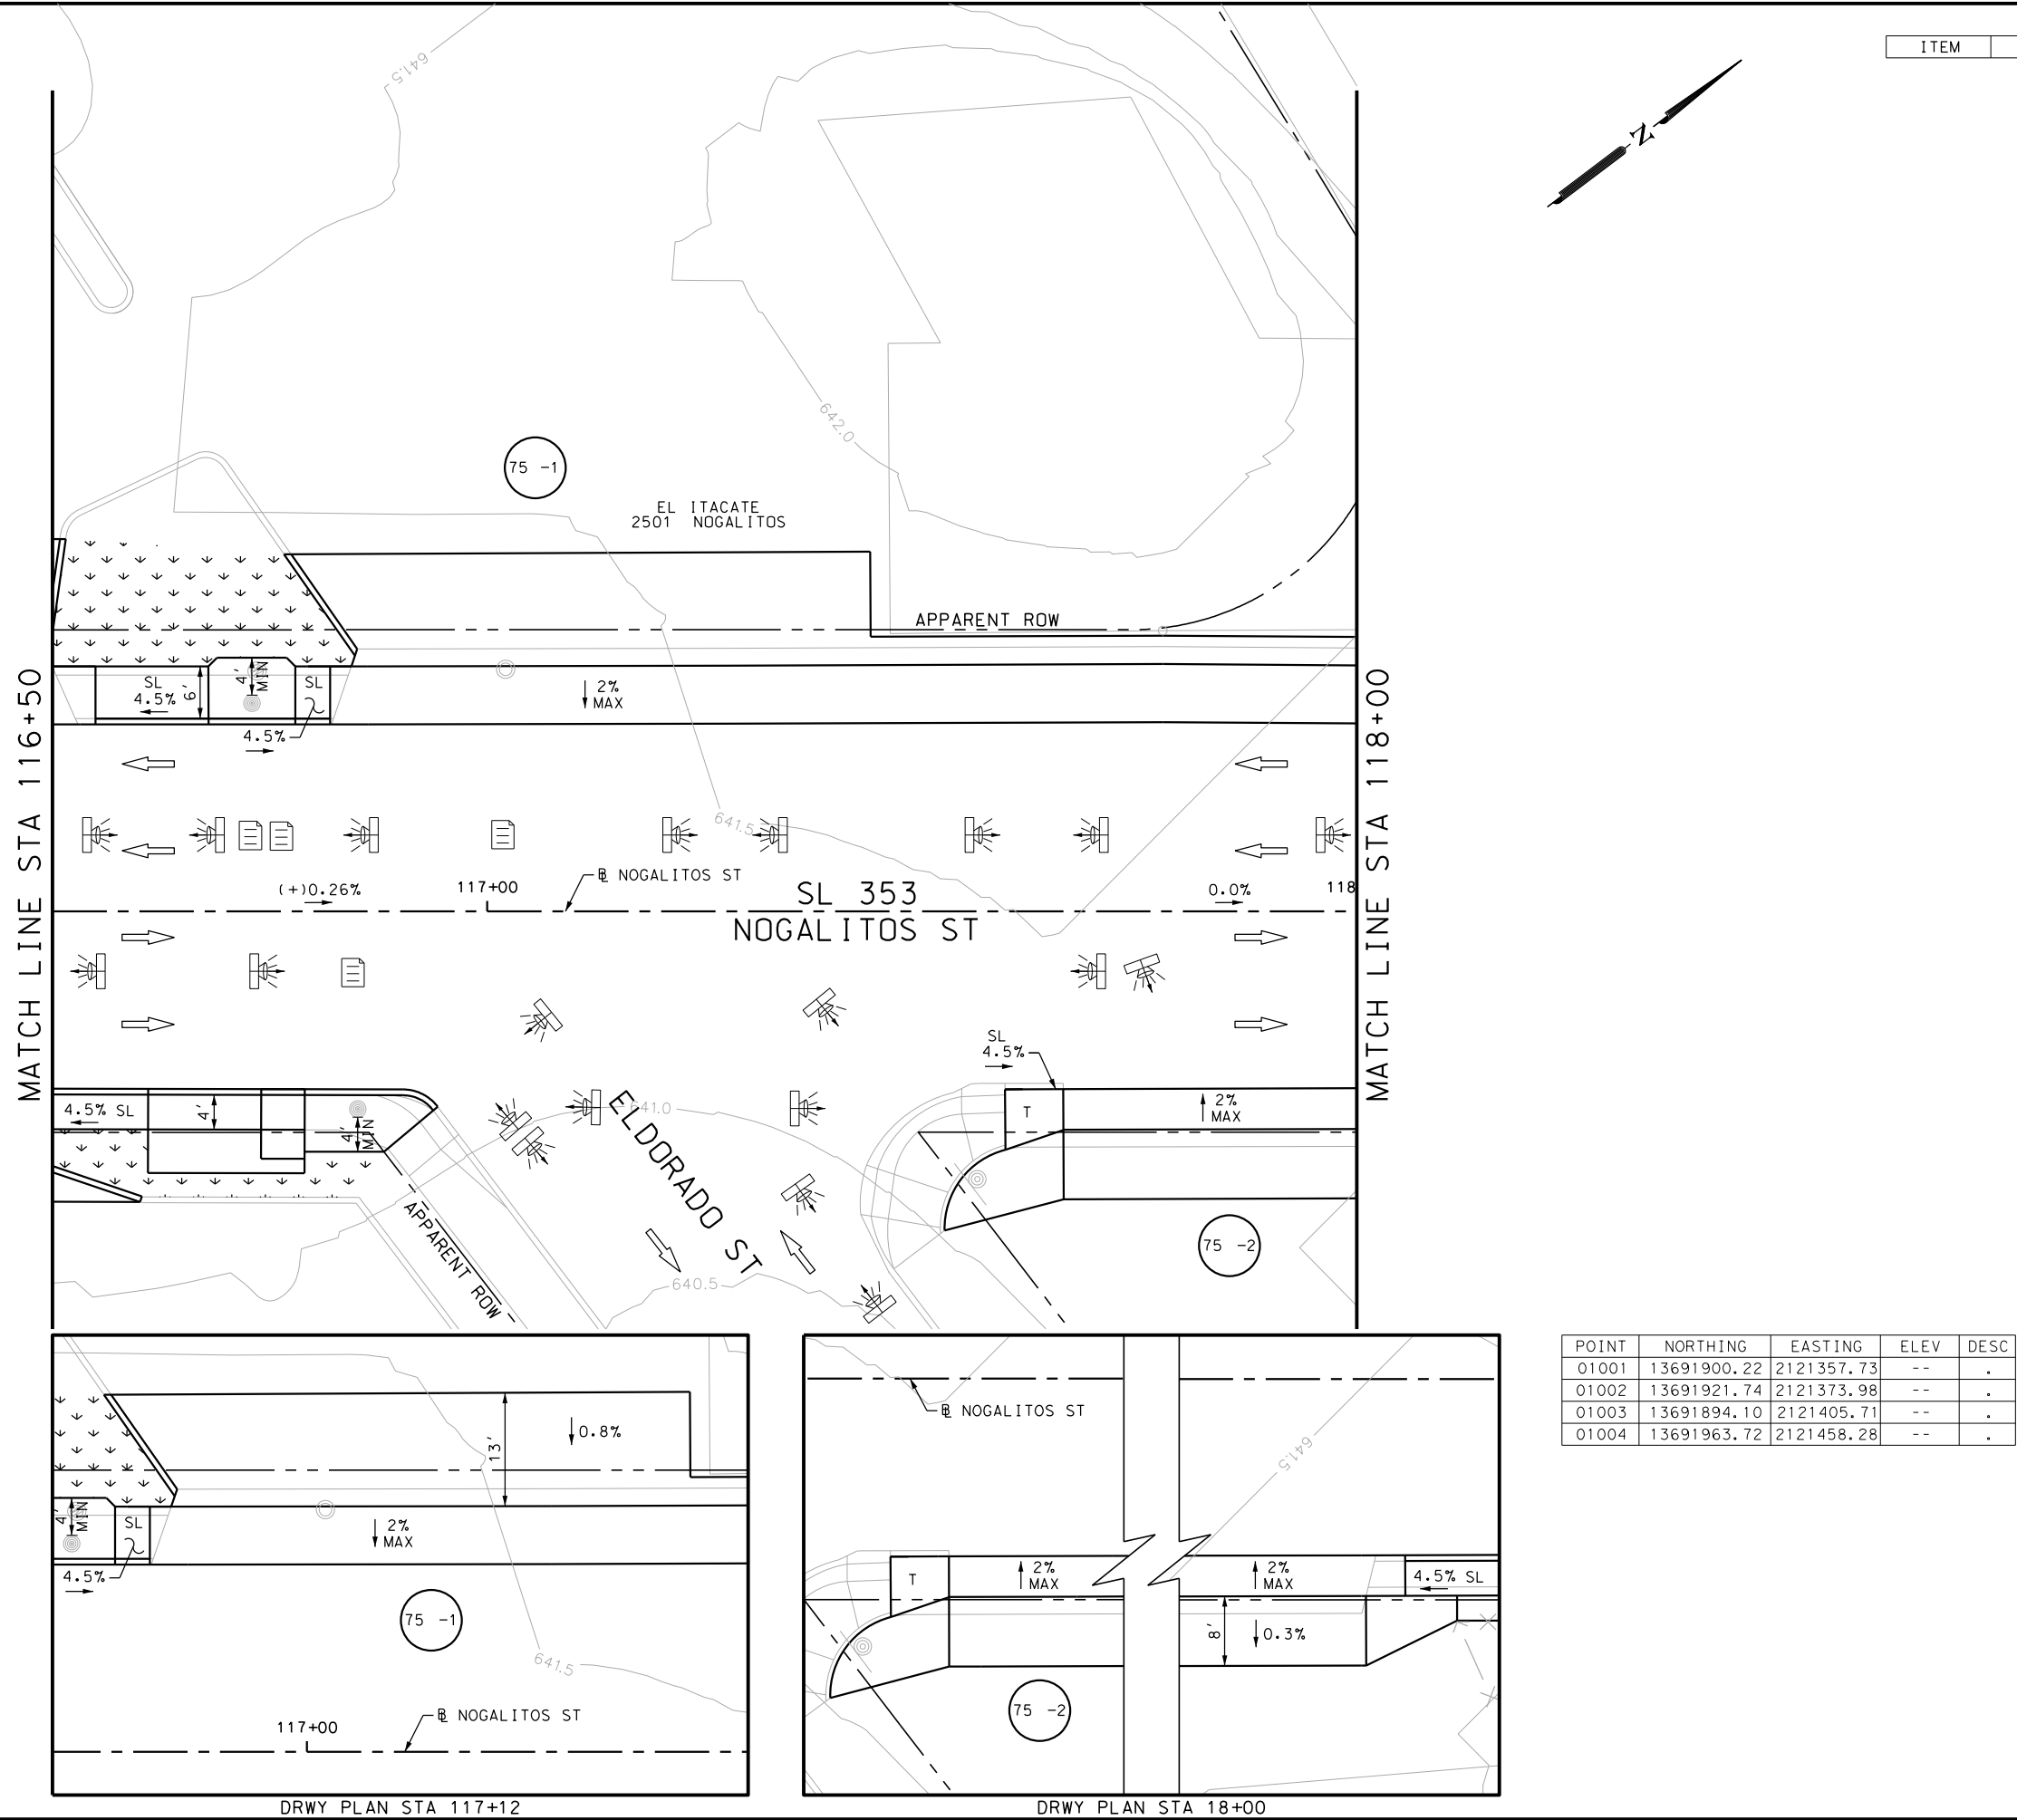 ITEM
N
641.5
642.0
75 -1
EL ITACATE
2501 NOGALITOS
APPARENT ROW
MATCH LINE STA 116+50
MATCH LINE STA 118+00
SL
4.5%
6'
4'
MIN
SL
4.5%
2%
MAX
641.5
(+)0.26%
117+00
BL NOGALITOS ST
SL 353
NOGALITOS ST
0.0%
118
SL
4.5%
4.5% SL
4'
4'
MIN
641.0
ELDORADO ST
T
2%
MAX
APPARENT ROW
640.5
75 -2
13'
0.8%
4'
MIN
SL
4.5%
2%
MAX
75 -1
641.5
117+00
BL NOGALITOS ST
DRWY PLAN STA 117+12
BL NOGALITOS ST
641.5
T
2%
MAX
2%
MAX
4.5% SL
8'
0.3%
75 -2
DRWY PLAN STA 18+00
POINT NORTHING EASTING ELEV DESC
01001 13691900.22 2121357.73 -- .
01002 13691921.74 2121373.98 -- .
01003 13691894.10 2121405.71 -- .
01004 13691963.72 2121458.28 -- .